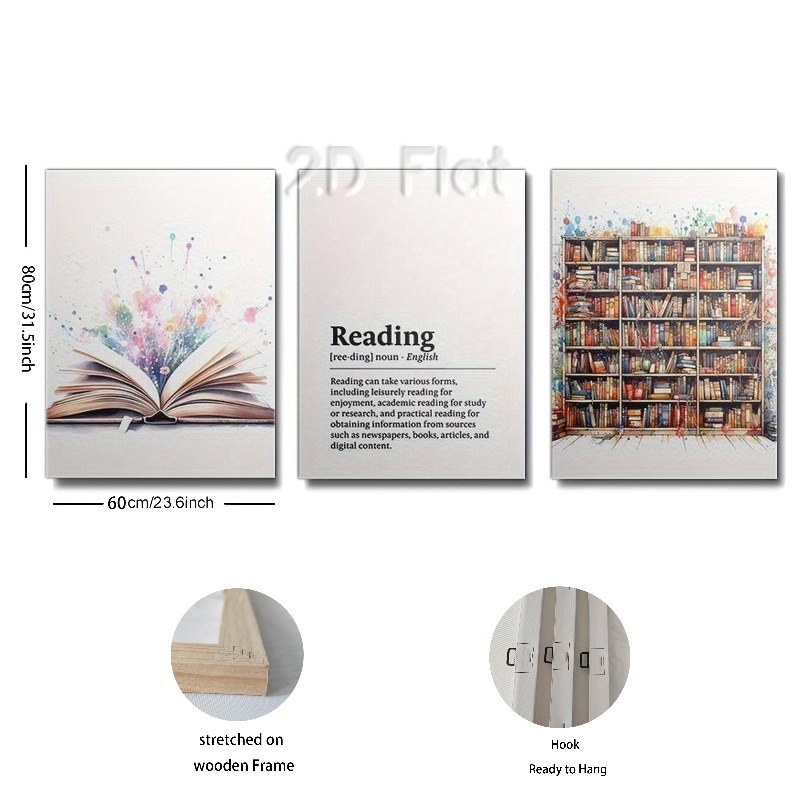 2D Flat
80cm/31.5inch
Reading
[ree·ding] noun · English
Reading can take various forms,
including leisurely reading for
enjoyment, academic reading for study
or research, and practical reading for
obtaining information from sources
such as newspapers, books, articles, and
digital content.
60cm/23.6inch
stretched on
wooden Frame
Hook
Ready to Hang